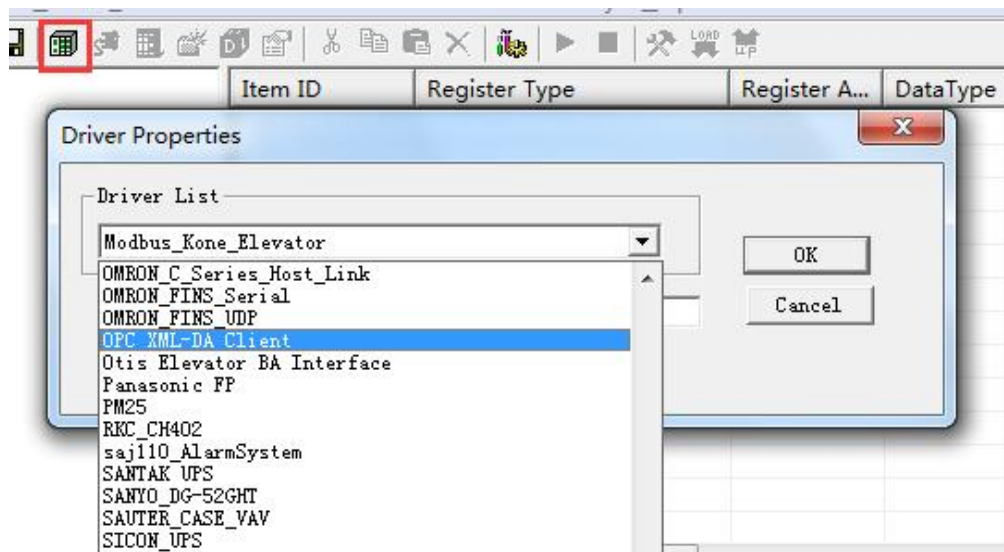 LOAD
Item ID Register Type Register A... DataType
Driver Properties
Driver List
Modbus_Kone_Elevator
OK
Cancel
OMRON_C_Series_Host_Link
OMRON_FINS_Serial
OMRON_FINS_UDP
OPC XML-DA Client
Otis Elevator BA Interface
Panasonic FP
PM25
RKC_CH402
saj110_AlarmSystem
SANTAK UPS
SANYO_DG-52GHT
SAUTER_CASE_VAV
SICON_UPS